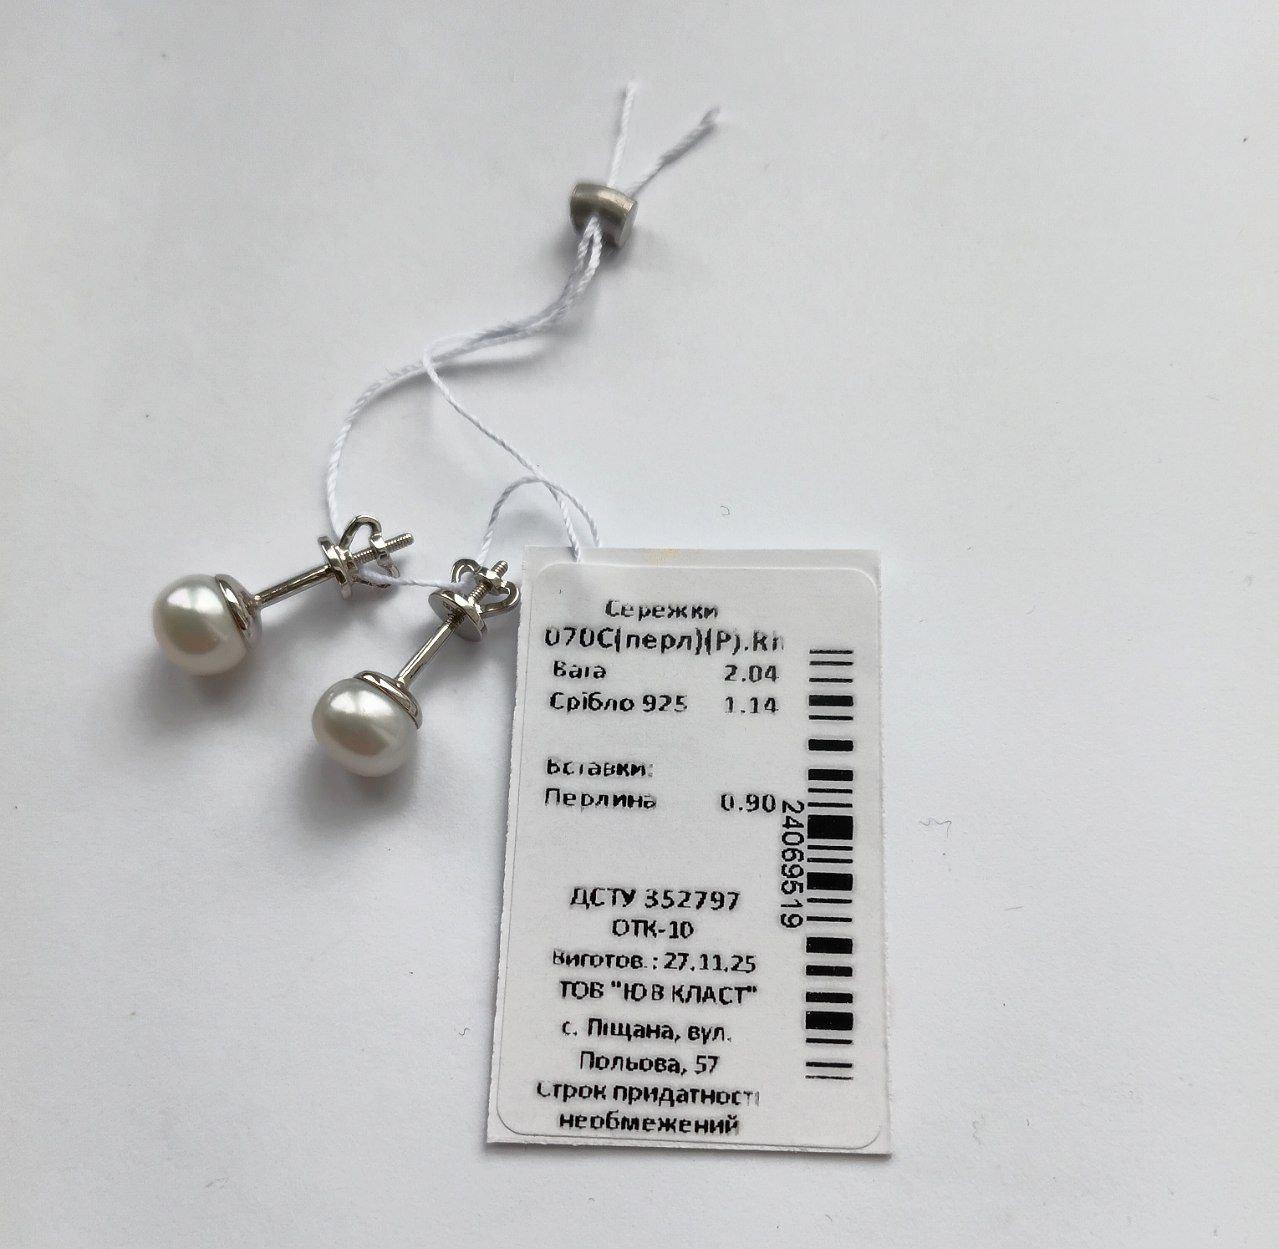 Сережки
070С(перл)(Р).Rh
Вага 2.04
Срібло 925 1.14
Вставки:
Перлина 0.90
24069519
ДСТУ 352797
ОТК-10
Виготов.: 27.11.25
ТОВ "ЮВ КЛАСТ"
с. Піщана, вул.
Польова, 57
Строк придатності
необмежений